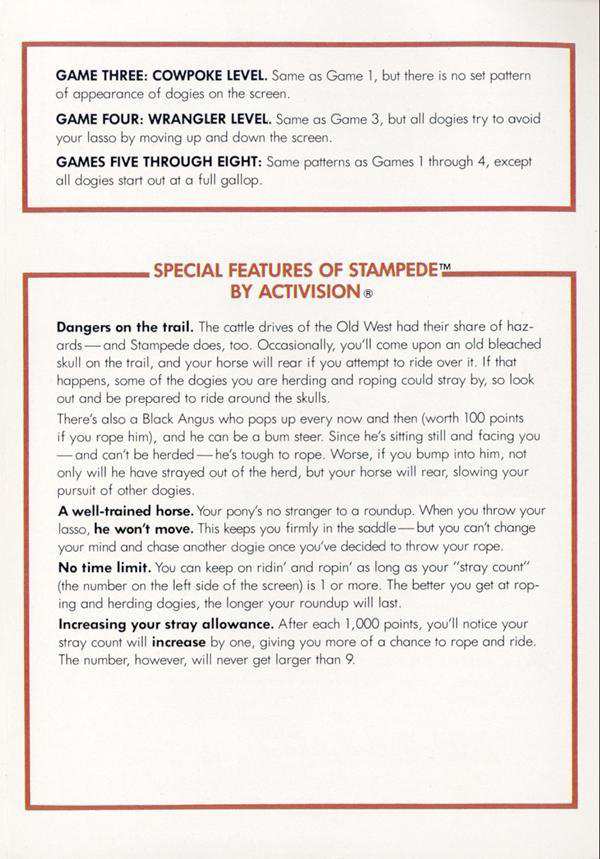 GAME THREE: COWPOKE LEVEL. Same as Game 1, but there is no set pattern
of appearance of dogies on the screen.
GAME FOUR: WRANGLER LEVEL. Same as Game 3, but all dogies try to avoid
your lasso by moving up and down the screen.
GAMES FIVE THROUGH EIGHT: Same patterns as Games 1 through 4, except
all dogies start out at a full gallop.
SPECIAL FEATURES OF STAMPEDE™
BY ACTIVISION®
Dangers on the trail. The cattle drives of the Old West had their share of haz-
ards—and Stampede does, too. Occasionally, you'll come upon an old bleached
skull on the trail, and your horse will rear if you attempt to ride over it. If that
happens, some of the dogies you are herding and roping could stray by, so look
out and be prepared to ride around the skulls.
There's also a Black Angus who pops up every now and then (worth 100 points
if you rope him), and he can be a bum steer. Since he's sitting still and facing you
—and can't be herded—he's tough to rope. Worse, if you bump into him, not
only will he have strayed out of the herd, but your horse will rear, slowing your
pursuit of other dogies.
A well-trained horse. Your pony's no stranger to a roundup. When you throw your
lasso, he won't move. This keeps you firmly in the saddle—but you can't change
your mind and chase another dogie once you've decided to throw your rope.
No time limit. You can keep on ridin' and ropin' as long as your "stray count"
(the number on the left side of the screen) is 1 or more. The better you get at rop-
ing and herding dogies, the longer your roundup will last.
Increasing your stray allowance. After each 1,000 points, you'll notice your
stray count will increase by one, giving you more of a chance to rope and ride.
The number, however, will never get larger than 9.